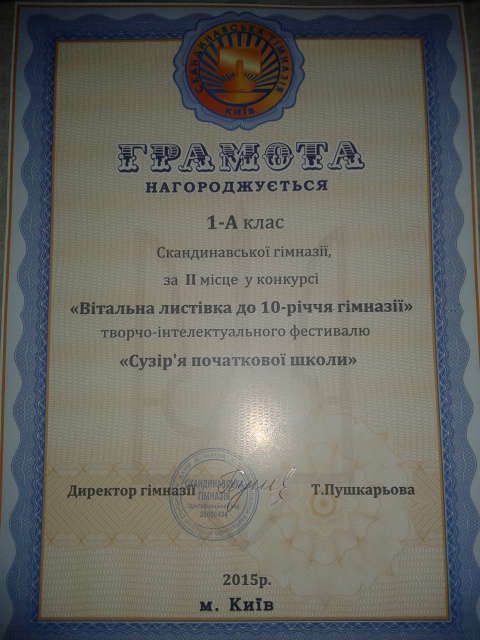 СКАНДИНАВСЬКА ГІМНАЗІЯ
КИЇВ
ГРАМОТА
НАГОРОДЖУЄТЬСЯ
1-А клас
Скандинавської гімназії,
за ІІ місце у конкурсі
«Вітальна листівка до 10-річчя гімназії»
творчо-інтелектуального фестивалю
«Сузір'я початкової школи»
Директор гімназії Т.Пушкарьова
СКАНДИНАВСЬКА
ГІМНАЗІЯ
2015р.
м. Київ